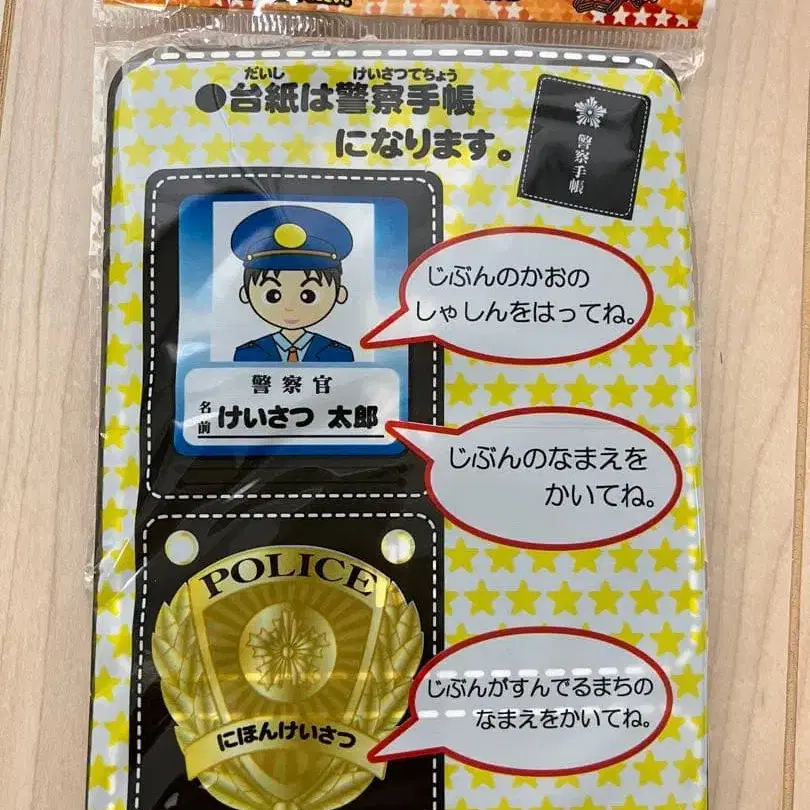 だいし けいさつてちょう
●台紙は警察手帳
になります。
警察手帳
じぶんのかおの
しゃしんをはってね。
警察官
名前 けいさつ 太郎
じぶんのなまえを
かいてね。
POLICE
にほんけいさつ
じぶんがすんでるまちの
なまえをかいてね。